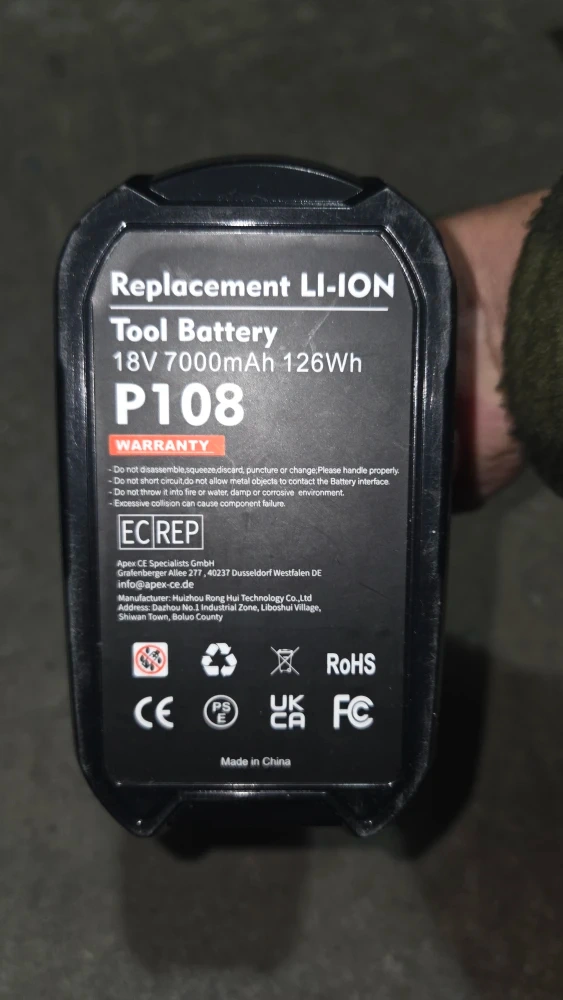 Replacement LI-ION
Tool Battery
18V 7000mAh 126Wh
P108
WARRANTY
- Do not disassemble,squeeze,discard, puncture or change;Please handle properly.
- Do not short circuit,do not allow metal objects to contact the Battery interface.
- Do not throw it into fire or water, damp or corrosive environment.
- Excessive collision can cause component failure.
EC REP
Apex CE Specialists GmbH
Grafenberger Allee 277 , 40237 Dusseldorf Westfalen DE
info@apex-ce.de
Manufacturer: Huizhou Rong Hui Technology Co.,Ltd
Address: Dazhou No.1 Industrial Zone, Liboshui Village,
Shiwan Town, Boluo County
RoHS
CE PS E UK CA FC
Made in China